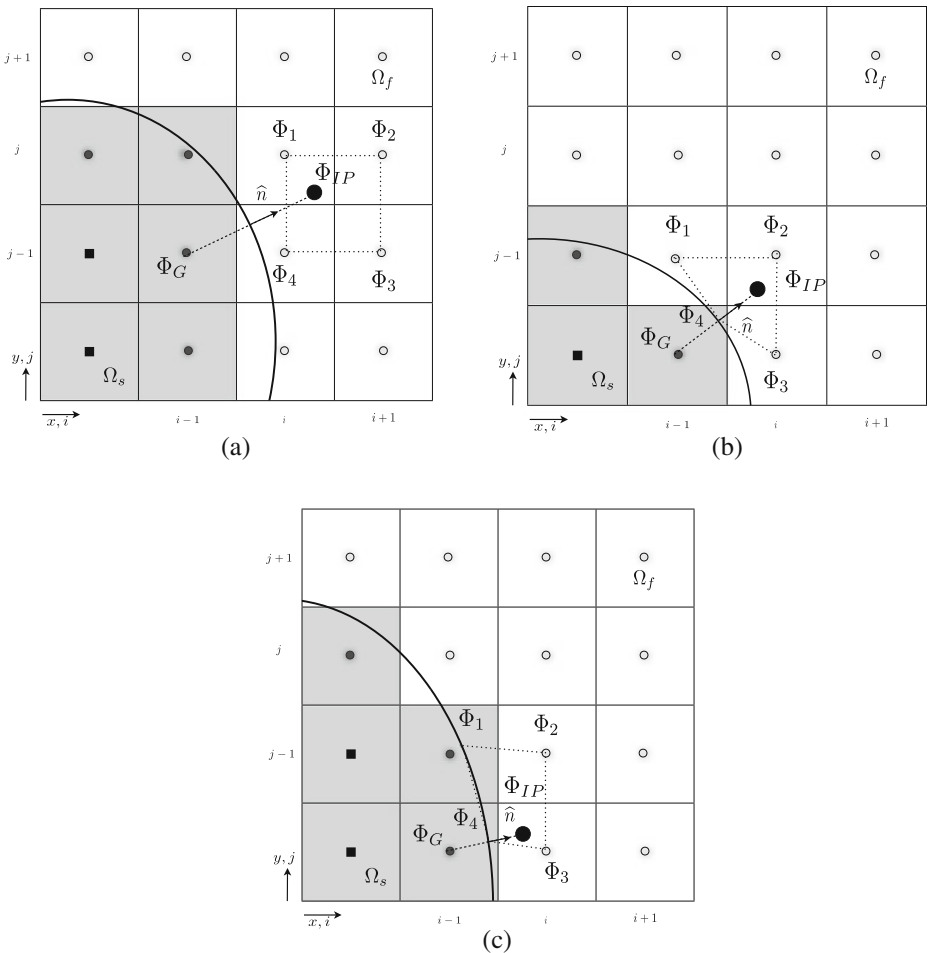 j + 1
Ω_f
j
Φ_1
Φ_2
Φ_IP
n̂
j − 1
Φ_G
Φ_4
Φ_3
y, j
Ω_s
x, i
i − 1
i
i + 1
(a)
j + 1
Ω_f
j
Φ_1
Φ_2
j − 1
Φ_IP
Φ_4
n̂
Φ_G
Φ_3
y, j
Ω_s
x, i
i − 1
i
i + 1
(b)
j + 1
Ω_f
j
Φ_1
Φ_2
j − 1
Φ_IP
Φ_4
n̂
Φ_G
y, j
Ω_s
Φ_3
x, i
i − 1
i
i + 1
(c)